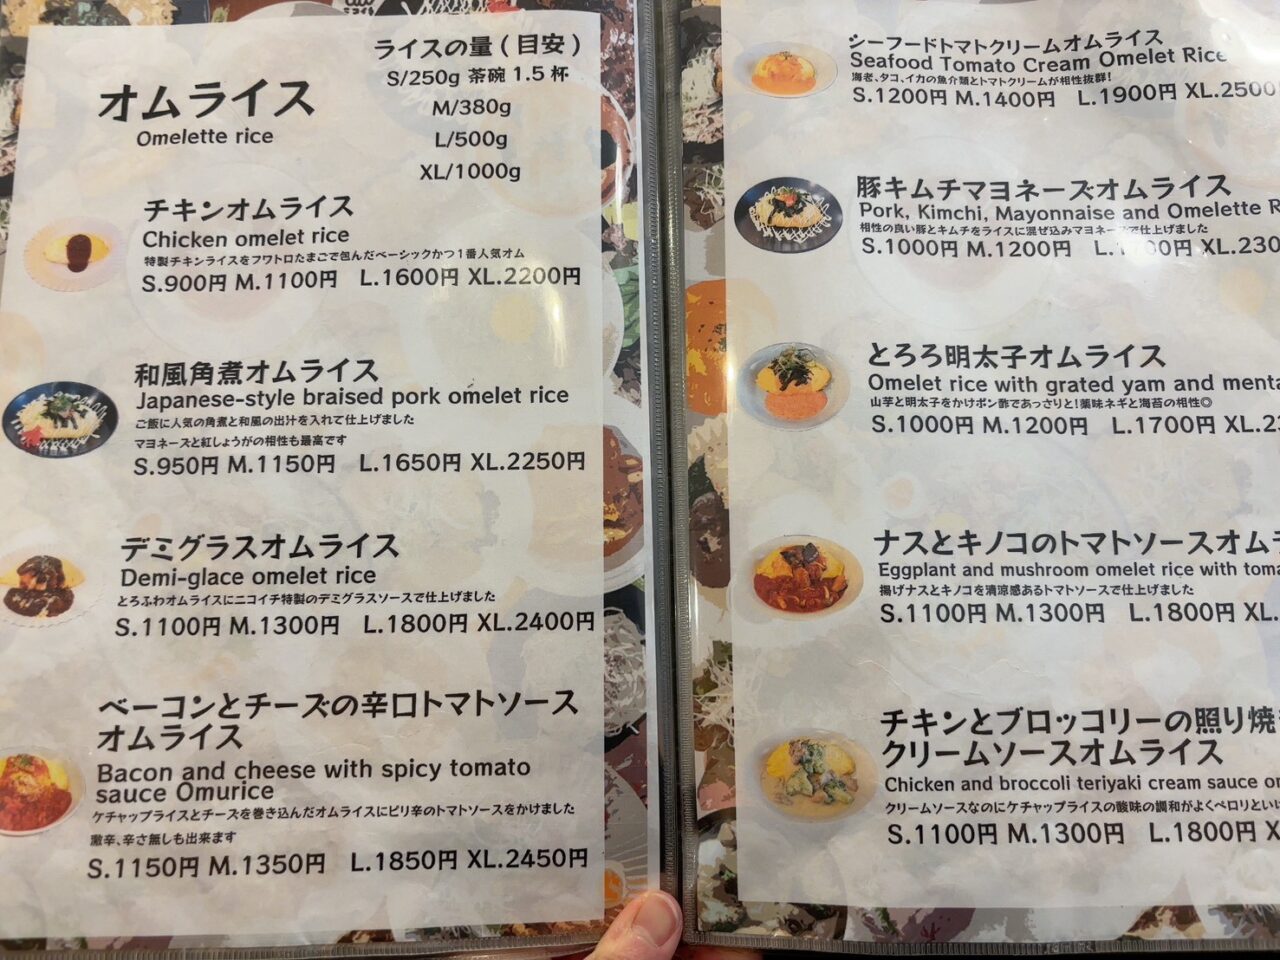 オムライス
Omelette rice
ライスの量(目安)
S/250g 茶碗 1.5 杯
M/380g
L/500g
XL/1000g
チキンオムライス
Chicken omelet rice
特製チキンライスをフワトロたまごで包んだベーシックかつ1番人気オム
S.900円 M.1100円 L.1600円 XL.2200円
和風角煮オムライス
Japanese-style braised pork omelet rice
ご飯に人気の角煮と和風の出汁を入れて仕上げました
マヨネーズと紅しょうがの相性も最高です
S.950円 M.1150円 L.1650円 XL.2250円
デミグラスオムライス
Demi-glace omelet rice
とろふわオムライスにニコイチ特製のデミグラスソースで仕上げました
S.1100円 M.1300円 L.1800円 XL.2400円
ベーコンとチーズの辛口トマトソース
オムライス
Bacon and cheese with spicy tomato
sauce Omurice
ケチャップライスとチーズを巻き込んだオムライスにピリ辛のトマトソースをかけました
激辛、辛さ無しも出来ます
S.1150円 M.1350円 L.1850円 XL.2450円
シーフードトマトクリームオムライス
Seafood Tomato Cream Omelet Rice
海老、タコ、イカの魚介類とトマトクリームが相性抜群!
S.1200円 M.1400円 L.1900円 XL.2500
豚キムチマヨネーズオムライス
Pork, Kimchi, Mayonnaise and Omelette R
相性の良い豚とキムチをライスに混ぜ込みマヨネーズで仕上げました
S.1000円 M.1200円 XL.230
とろろ明太子オムライス
Omelet rice with grated yam and menta
山芋と明太子をかけポン酢であっさりと!薬味ネギと海苔の相性◎
S.1000円 M.1200円 L.1700円 XL.23
ナスとキノコのトマトソースオム
Eggplant and mushroom omelet rice with toma
揚げナスとキノコを清涼感あるトマトソースで仕上げました
S.1100円 M.1300円 L.1800円 XL.
チキンとブロッコリーの照り焼き
クリームソースオムライス
Chicken and broccoli teriyaki cream sauce om
クリームソースなのにケチャップライスの酸味の調和がよくペロリといけ
S.1100円 M.1300円 L.1800円 X